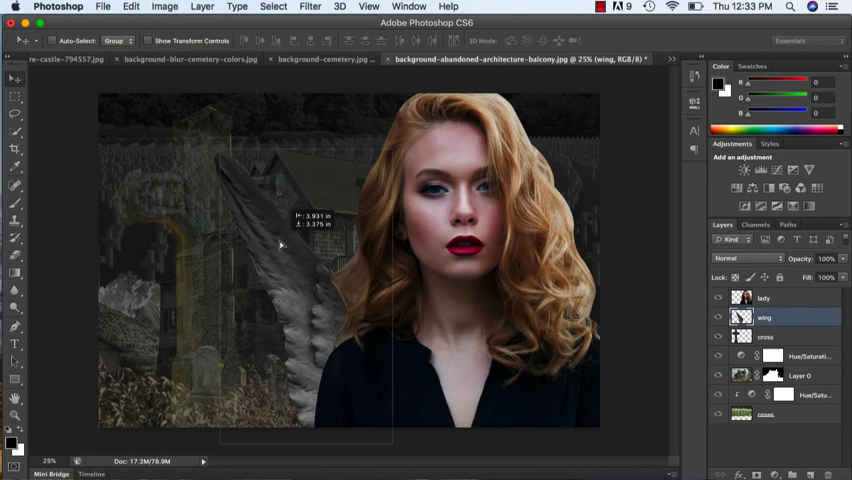 Photoshop File Edit Image Layer Type Select Filter 3D View Window Help 9 Thu Aug 2 12:33 PM
Adobe Photoshop CS6
Auto-Select: Group Show Transform Controls 3D Mode: Essentials
re-castle-794557.jpg × background-blur-cemetery-colors.jpg × background-cemetery.jpg ... × background-abandoned-architecture-balcony.jpg @ 25% (wing, RGB/8) *
Color Swatches
R 0
G 0
B 0
Adjustments Styles
Add an adjustment
: 3.931 in
: 3.375 in
Layers Channels Paths
Kind
Normal Opacity: 100%
Lock: Fill: 100%
lady
wing
cross
Hue/Saturati...
Layer 0
Hue/Satu...
cross
fx
25% Doc: 17.2M/78.9M
Mini Bridge Timeline